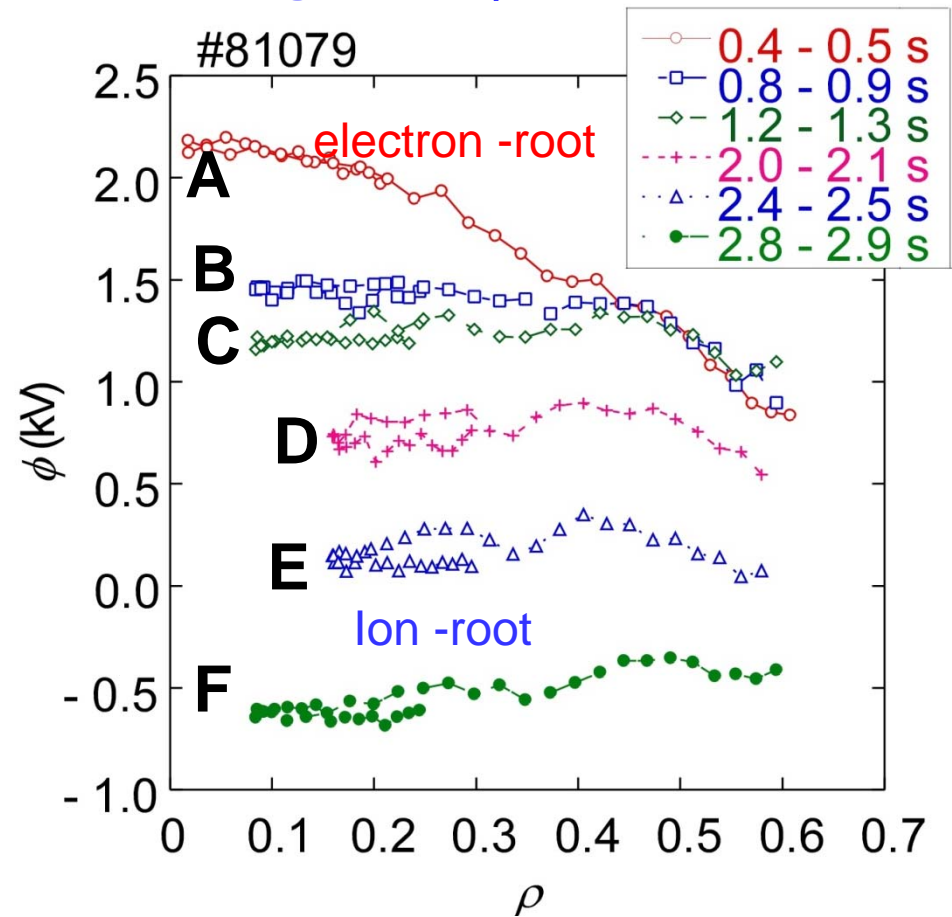 #81079
0.4 - 0.5 s
0.8 - 0.9 s
1.2 - 1.3 s
2.0 - 2.1 s
2.4 - 2.5 s
2.8 - 2.9 s
2.5
2.0
1.5
1.0
0.5
0.0
- 0.5
- 1.0
ϕ (kV)
electron -root
A
B
C
D
E
Ion -root
F
0 0.1 0.2 0.3 0.4 0.5 0.6 0.7
ρ